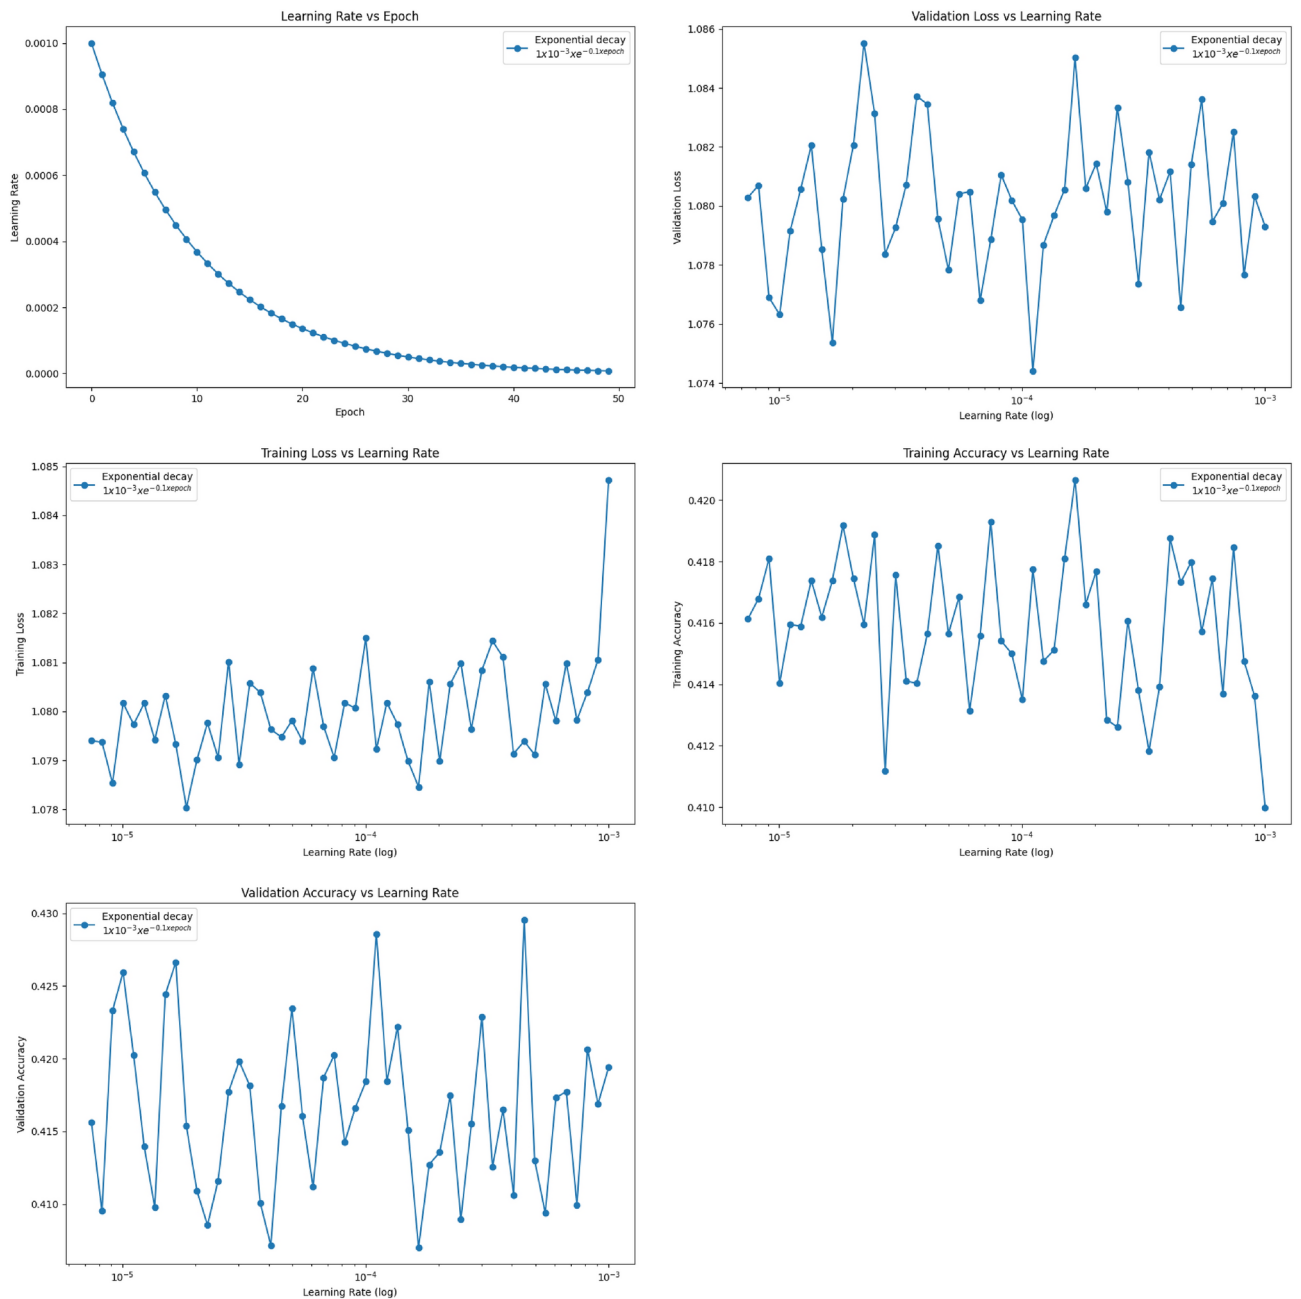 Learning Rate vs Epoch
Exponential decay
1x10⁻³xe^{-0.1xepoch}
0.0010
0.0008
0.0006
0.0004
0.0002
0.0000
Learning Rate
0 10 20 30 40 50
Epoch
Validation Loss vs Learning Rate
Exponential decay
1x10⁻³xe^{-0.1xepoch}
1.086
1.084
1.082
1.080
1.078
1.076
1.074
Validation Loss
10⁻⁵ 10⁻⁴ 10⁻³
Learning Rate (log)
Training Loss vs Learning Rate
Exponential decay
1x10⁻³xe^{-0.1xepoch}
1.085
1.084
1.083
1.082
1.081
1.080
1.079
1.078
Training Loss
10⁻⁵ 10⁻⁴ 10⁻³
Learning Rate (log)
Training Accuracy vs Learning Rate
Exponential decay
1x10⁻³xe^{-0.1xepoch}
0.420
0.418
0.416
0.414
0.412
0.410
Training Accuracy
10⁻⁵ 10⁻⁴ 10⁻³
Learning Rate (log)
Validation Accuracy vs Learning Rate
Exponential decay
1x10⁻³xe^{-0.1xepoch}
0.430
0.425
0.420
0.415
0.410
Validation Accuracy
10⁻⁵ 10⁻⁴ 10⁻³
Learning Rate (log)